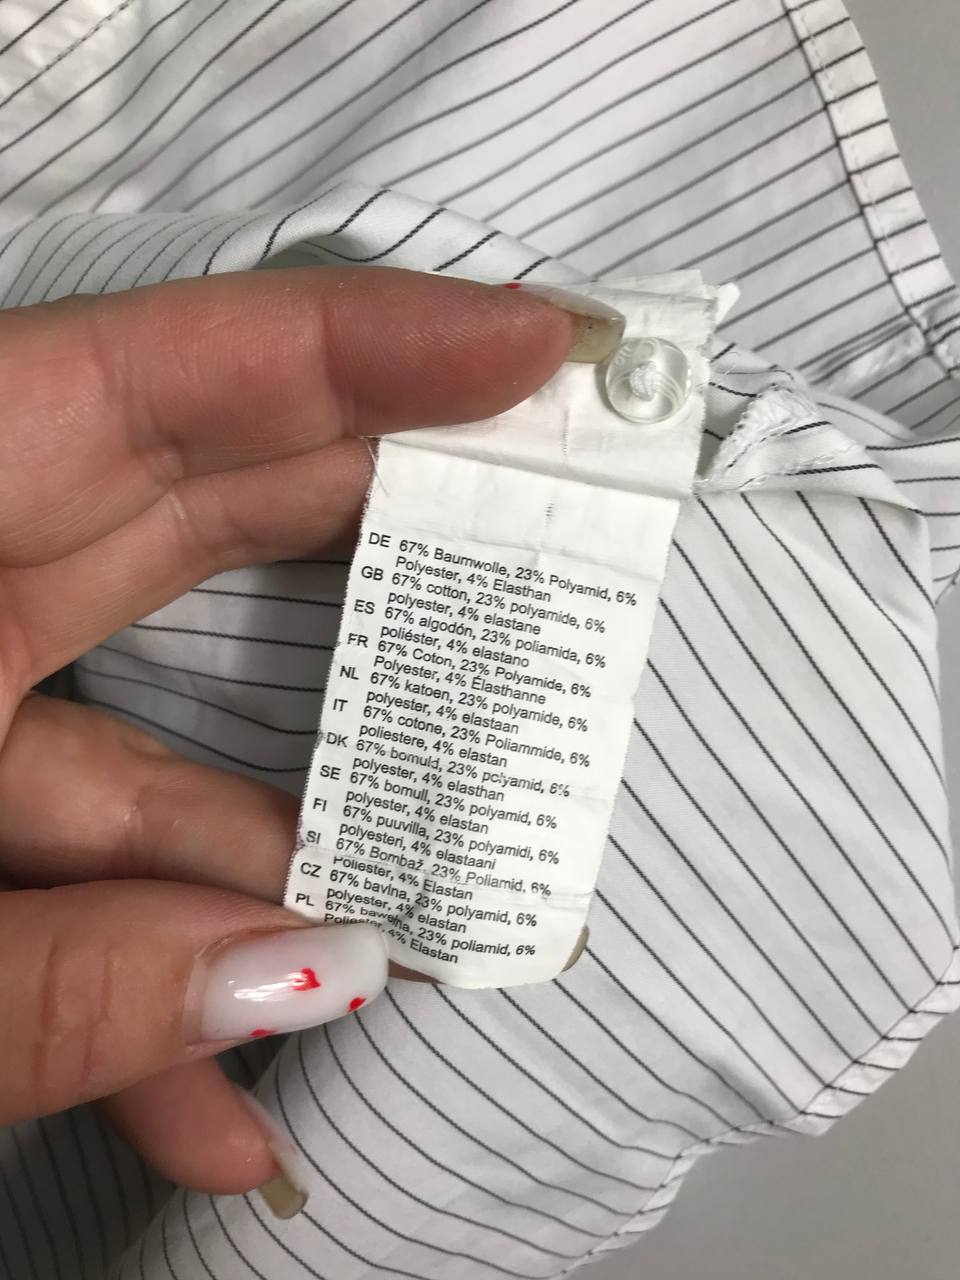 DE 67% Baumwolle, 23% Polyamid, 6%
Polyester, 4% Elasthan
GB 67% cotton, 23% polyamide, 6%
polyester, 4% elastane
ES 67% algodón, 23% poliamida, 6%
poliéster, 4% elastano
FR 67% Coton, 23% Polyamide, 6%
Polyester, 4% Élasthanne
NL 67% katoen, 23% polyamide, 6%
polyester, 4% elastaan
IT 67% cotone, 23% Poliammide, 6%
poliestere, 4% elastan
DK 67% bomuld, 23% polyamid, 6%
polyester, 4% elasthan
SE 67% bomull, 23% polyamid, 6%
polyester, 4% elastan
FI 67% puuvilla, 23% polyamidi, 6%
polyesteri, 4% elastaani
SI 67% Bombaž, 23% Poliamid, 6%
Poliester, 4% Elastan
CZ 67% bavlna, 23% polyamid, 6%
polyester, 4% elastan
PL 67% bawełna, 23% poliamid, 6%
Poliester, 4% Elastan